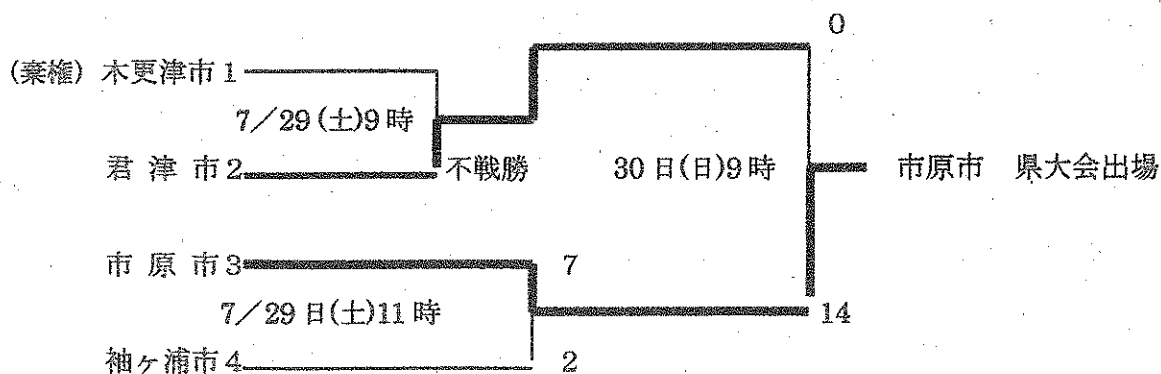 0
(棄権) 木更津市1
7／29(土)9時
君津市2 不戦勝 30日(日)9時 市原市 県大会出場
市原市3 7
7／29日(土)11時 14
袖ヶ浦市4 2